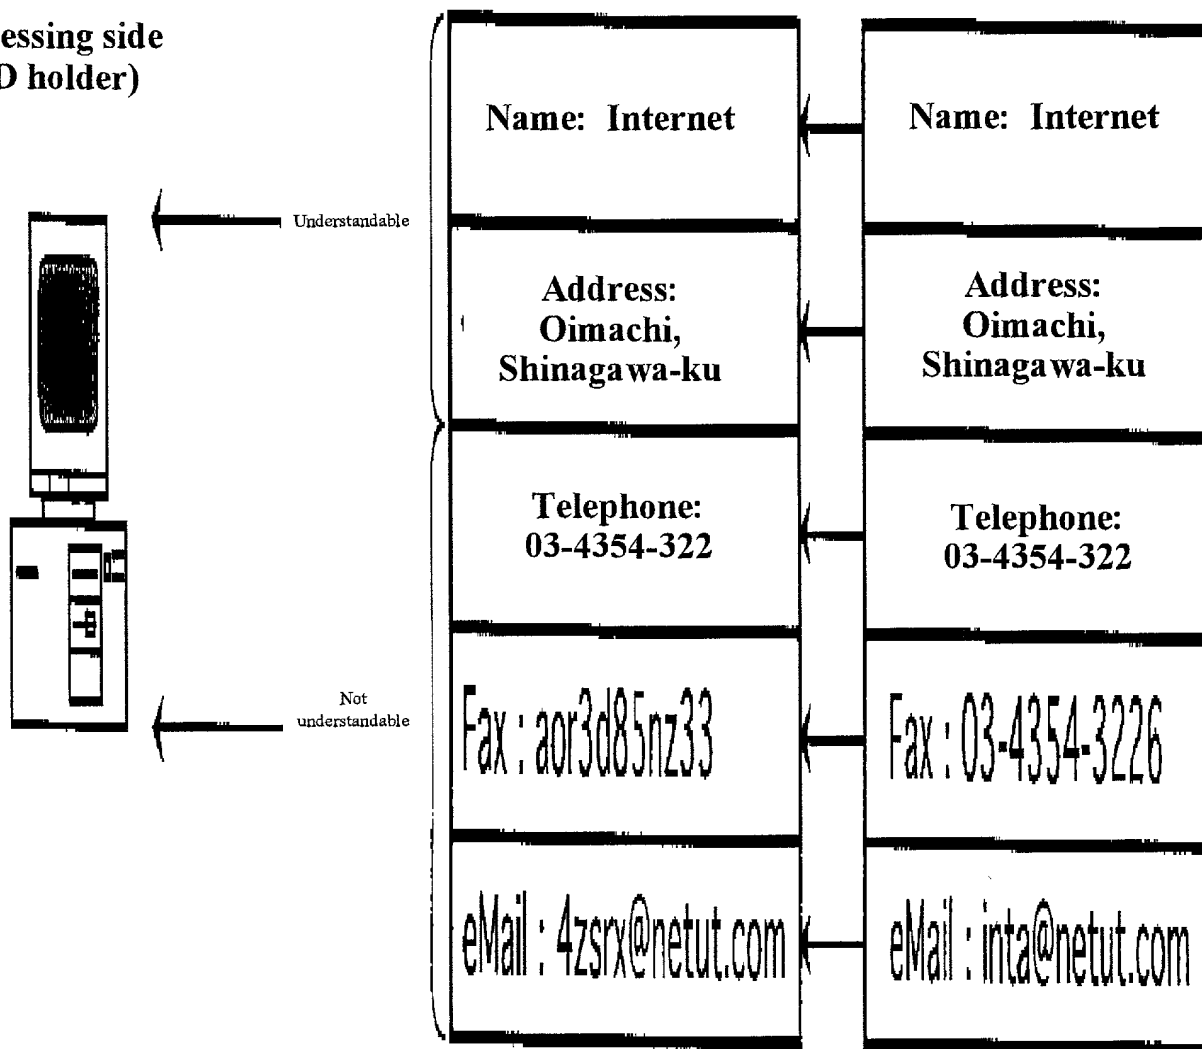 essing side
D holder)
Understandable
Not
understandable
Name: Internet
Address:
Oimachi,
Shinagawa-ku
Telephone:
03-4354-322
Fax : aor3d85nz33
eMail : 4zsrx@netut.com
Name: Internet
Address:
Oimachi,
Shinagawa-ku
Telephone:
03-4354-322
Fax : 03-4354-3226
eMail : inta@netut.com